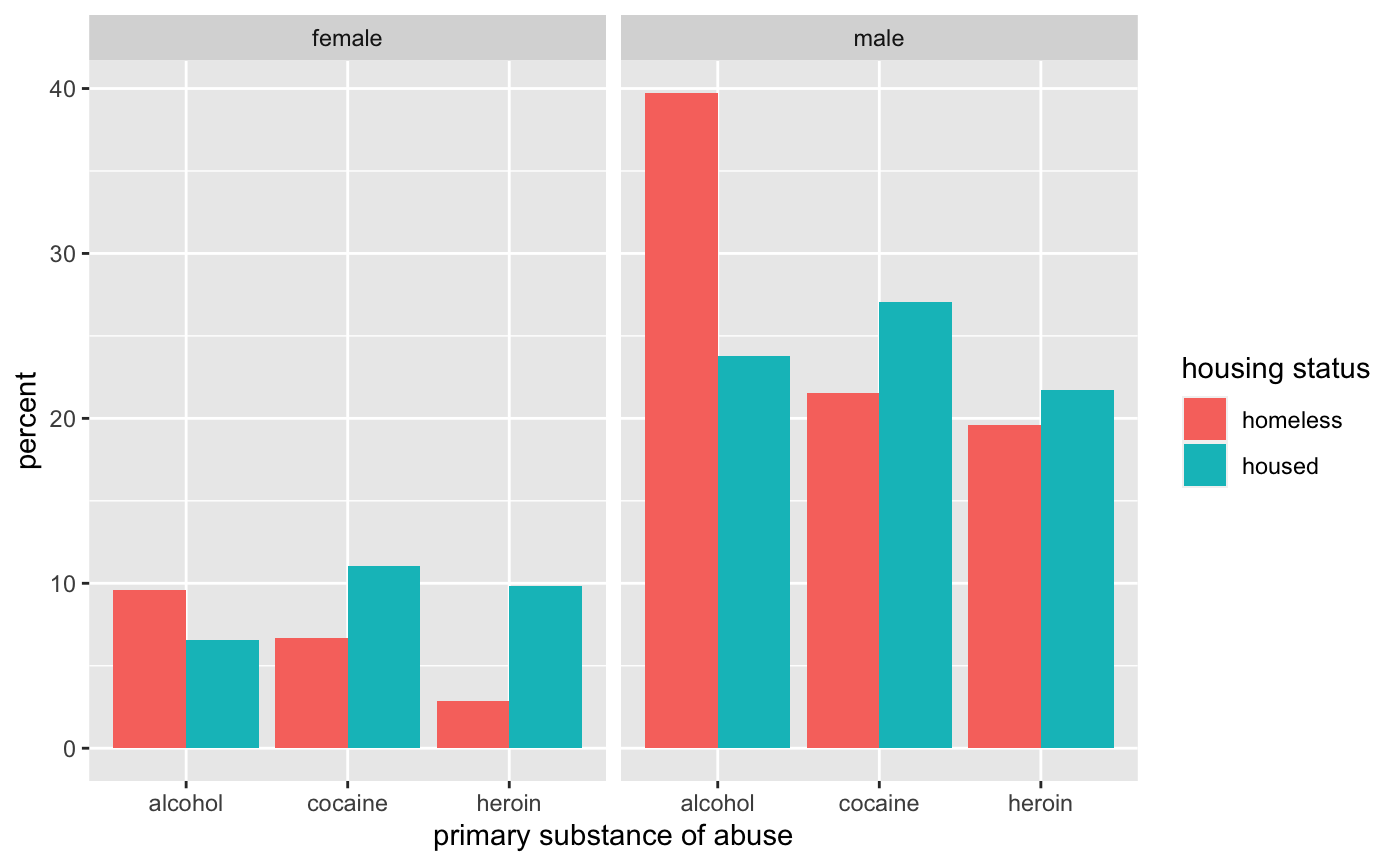 female male
40
30
20
10
0
percent
alcohol cocaine heroin alcohol cocaine heroin
primary substance of abuse
housing status
homeless
housed